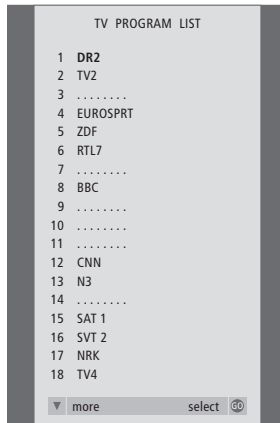 TV PROGRAM LIST
1 DR2
2 TV2
3 . . . . . . . .
4 EUROSPRT
5 ZDF
6 RTL7
7 . . . . . . . .
8 BBC
9 . . . . . . . .
10 . . . . . . . .
11 . . . . . . . .
12 CNN
13 N3
14 . . . . . . . .
15 SAT 1
16 SVT 2
17 NRK
18 TV4
▼ more select GO